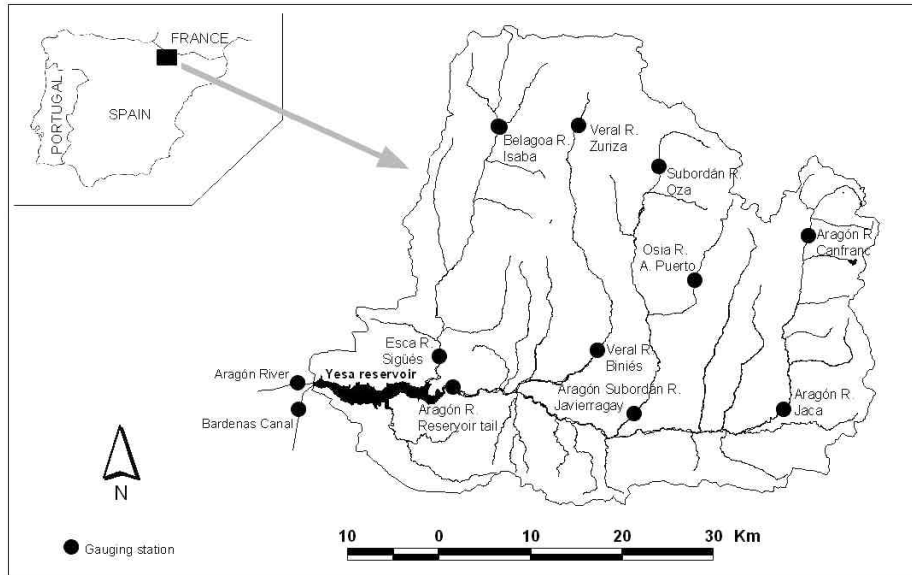 FRANCE
PORTUGAL
SPAIN
Belagoa R.
Isaba
Veral R.
Zuriza
Subordán R.
Oza
Aragón R.
Canfranc
Osia R.
A. Puerto
Esca R.
Sigüés
Veral R.
Biniés
Yesa reservoir
Aragón River
Bardenas Canal
Aragón R.
Reservoir tail
Aragón Subordán R.
Javierragay
Aragón R.
Jaca
N
Gauging station
10 0 10 20 30 Km